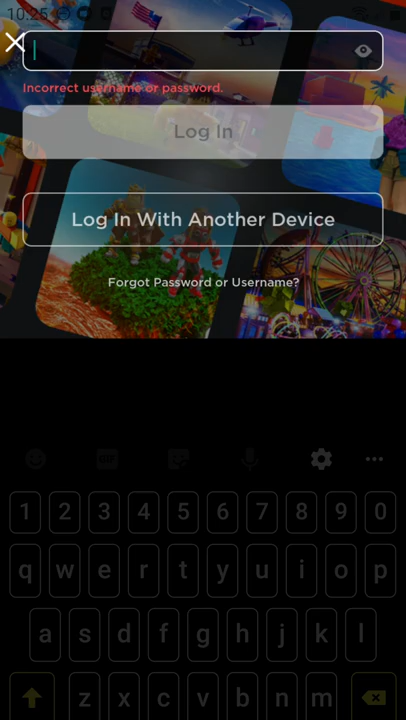 10:25
Incorrect username or password.
Log In
Log In With Another Device
Forgot Password or Username?
GIF
1 2 3 4 5 6 7 8 9 0
q w e r t y u i o p
a s d f g h j k l
z x c v b n m